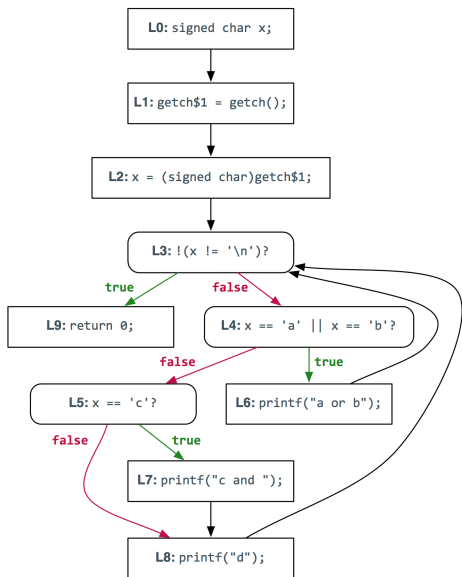 L0: signed char x;
L1: getch$1 = getch();
L2: x = (signed char)getch$1;
L3: !(x != '\n')?
true
false
L9: return 0;
L4: x == 'a' || x == 'b'?
false
true
L5: x == 'c'?
L6: printf("a or b");
false
true
L7: printf("c and ");
L8: printf("d");